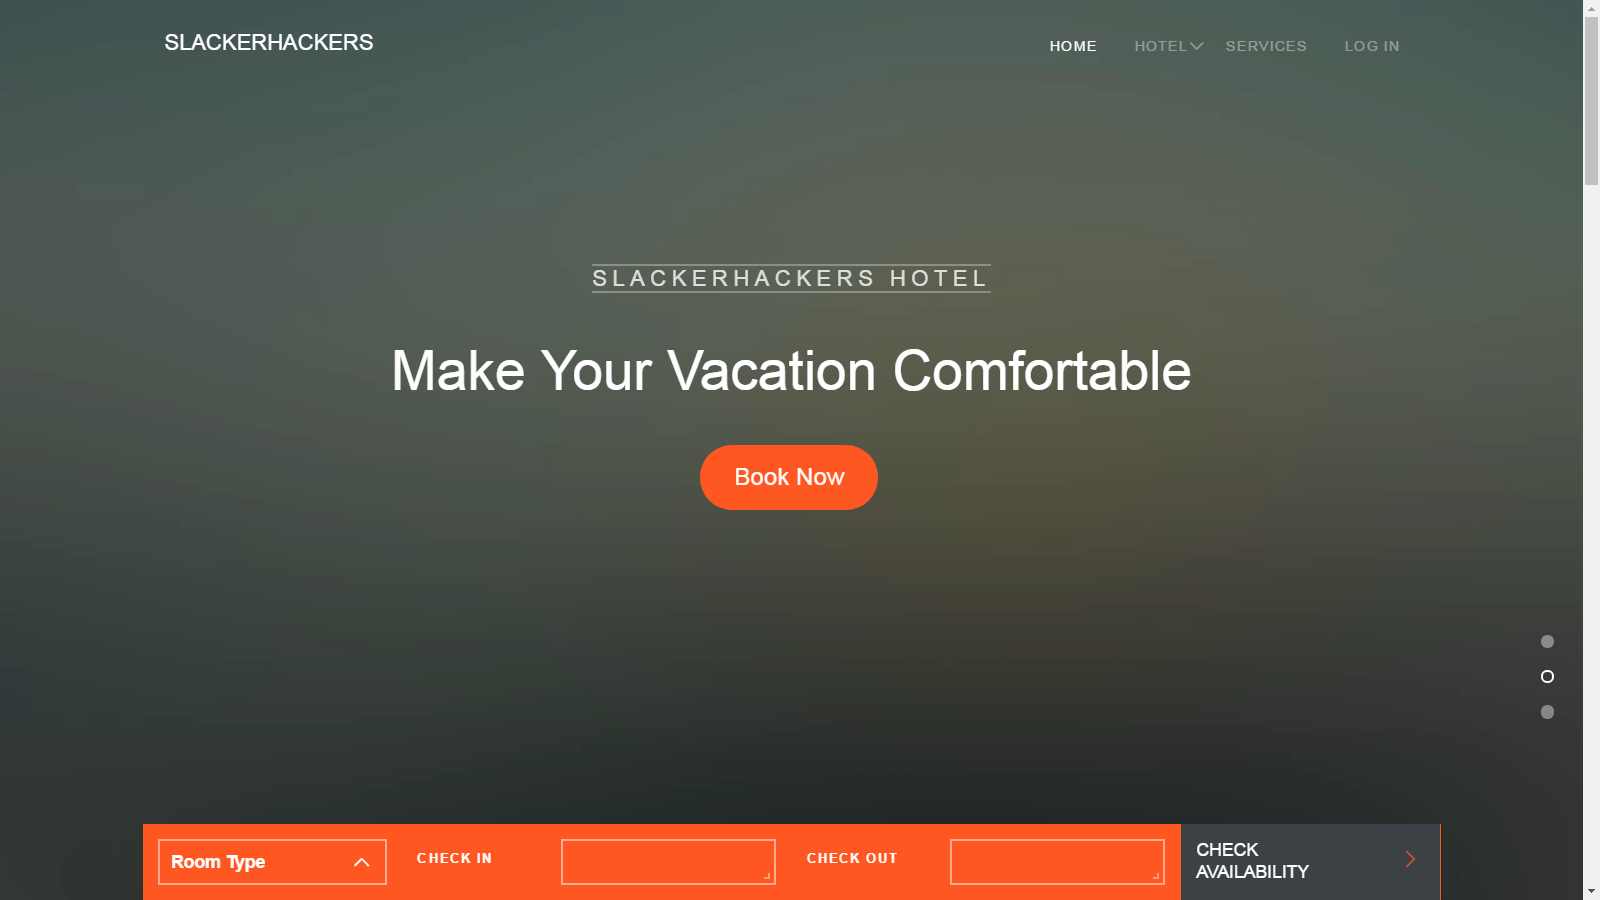 SLACKERHACKERS
HOME HOTEL SERVICES LOG IN
SLACKERHACKERS HOTEL
Make Your Vacation Comfortable
Book Now
Room Type
CHECK IN
CHECK OUT
CHECK
AVAILABILITY